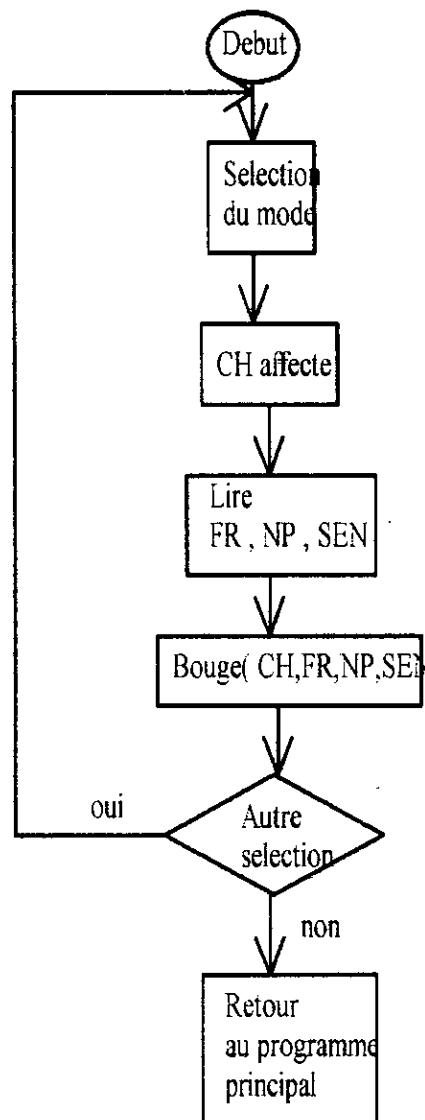 Debut
Selection
du mode
CH affecte
Lire
FR , NP , SEN
Bouge( CH,FR,NP,SEN
oui
Autre
selection
non
Retour
au programme
principal